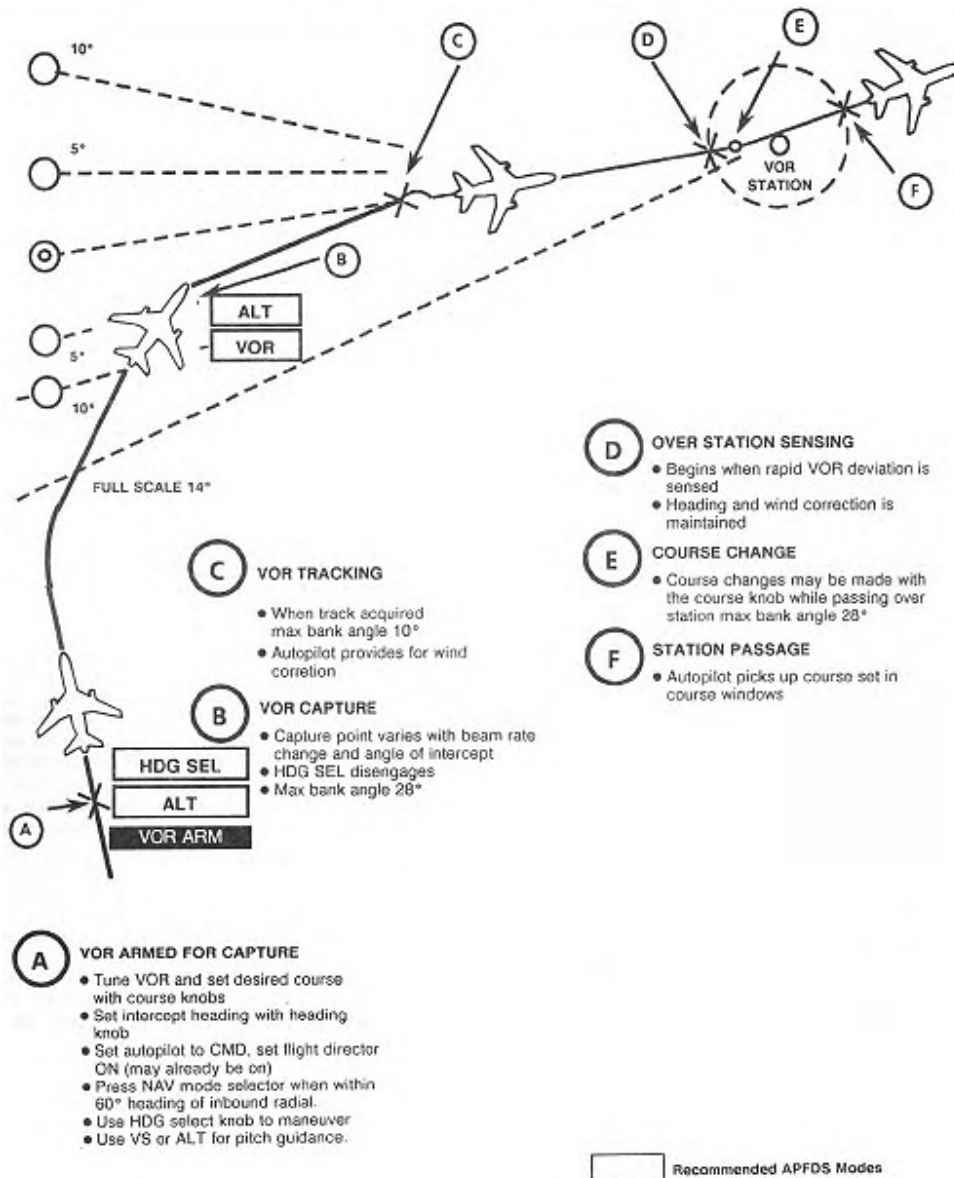 10°
C
D
E
5°
VOR
STATION
F
B
ALT
VOR
5°
10°
FULL SCALE 14°
D OVER STATION SENSING
• Begins when rapid VOR deviation is
sensed
• Heading and wind correction is
maintained
E COURSE CHANGE
• Course changes may be made with
the course knob while passing over
station max bank angle 28°
F STATION PASSAGE
• Autopilot picks up course set in
course windows
C VOR TRACKING
• When track acquired
max bank angle 10°
• Autopilot provides for wind
corretion
B VOR CAPTURE
• Capture point varies with beam rate
change and angle of intercept
• HDG SEL disengages
• Max bank angle 28°
HDG SEL
ALT
VOR ARM
A
A VOR ARMED FOR CAPTURE
• Tune VOR and set desired course
with course knobs
• Set intercept heading with heading
knob
• Set autopilot to CMD, set flight director
ON (may already be on)
• Press NAV mode selector when within
60° heading of inbound radial.
• Use HDG select knob to maneuver
• Use VS or ALT for pitch guidance.
Recommended APFDS Modes